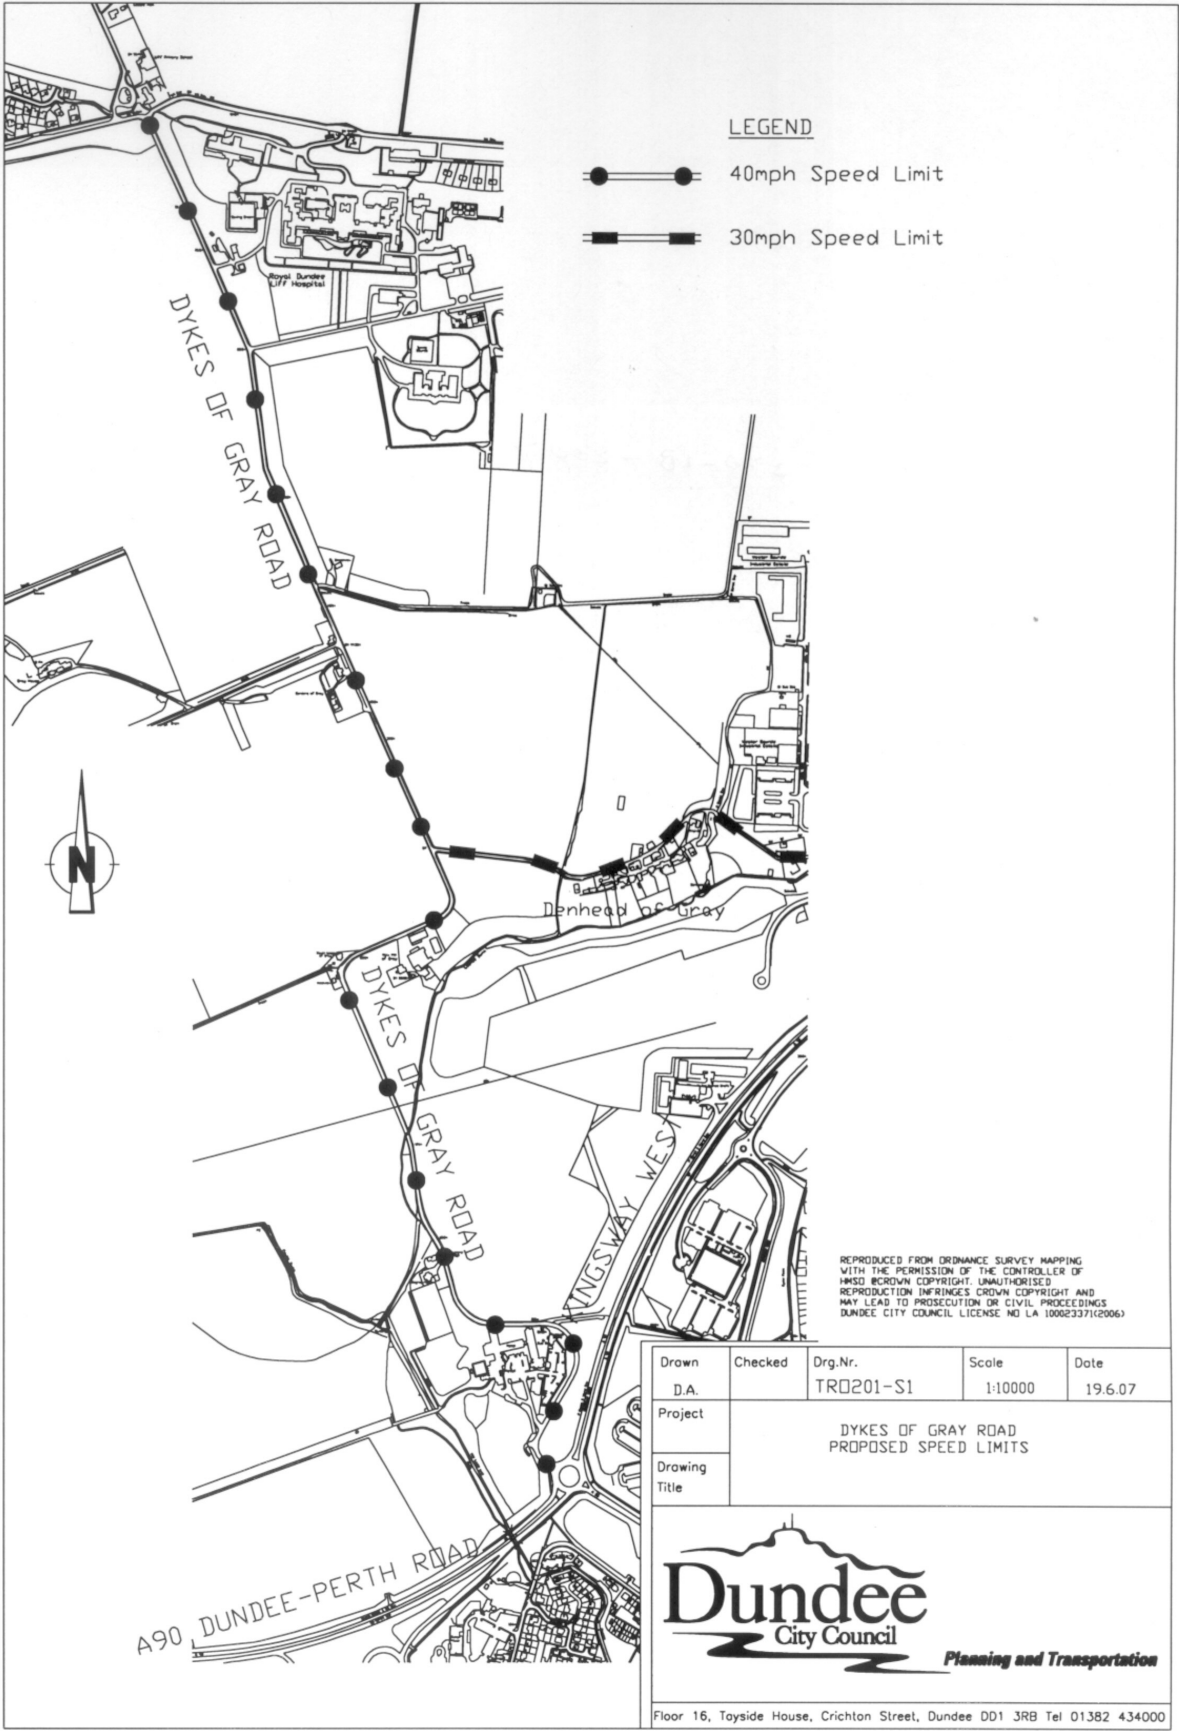 LEGEND
40mph Speed Limit
30mph Speed Limit
Royal Dundee
Liff Hospital
DYKES OF GRAY ROAD
N
Denhead of Gray
DYKES OF GRAY ROAD
KINGSWAY WEST
A90 DUNDEE-PERTH ROAD
REPRODUCED FROM ORDNANCE SURVEY MAPPING
WITH THE PERMISSION OF THE CONTROLLER OF
HMSO ©CROWN COPYRIGHT. UNAUTHORISED
REPRODUCTION INFRINGES CROWN COPYRIGHT AND
MAY LEAD TO PROSECUTION OR CIVIL PROCEEDINGS
DUNDEE CITY COUNCIL LICENSE NO LA 100023371(2006)
Drawn Checked Drg.Nr. Scale Date
D.A. TRO201-S1 1:10000 19.6.07
Project
DYKES OF GRAY ROAD
PROPOSED SPEED LIMITS
Drawing
Title
Dundee
City Council
Planning and Transportation
Floor 16, Tayside House, Crichton Street, Dundee DD1 3RB Tel 01382 434000